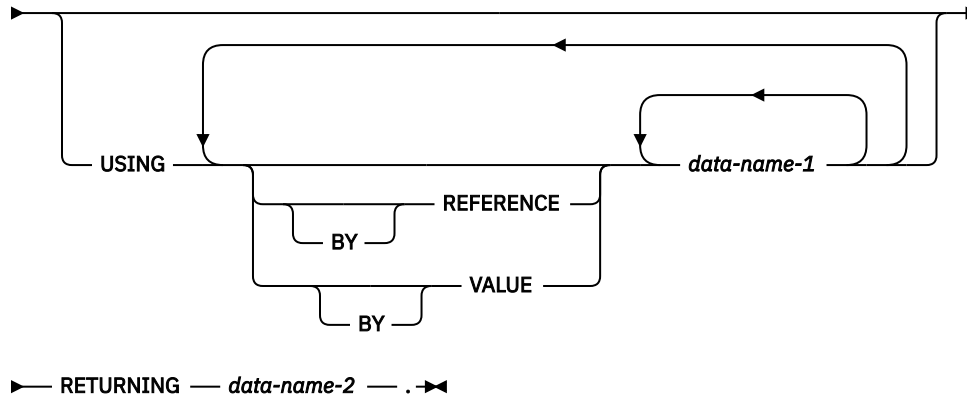 USING data-name-1
REFERENCE
BY
VALUE
BY
RETURNING data-name-2 .